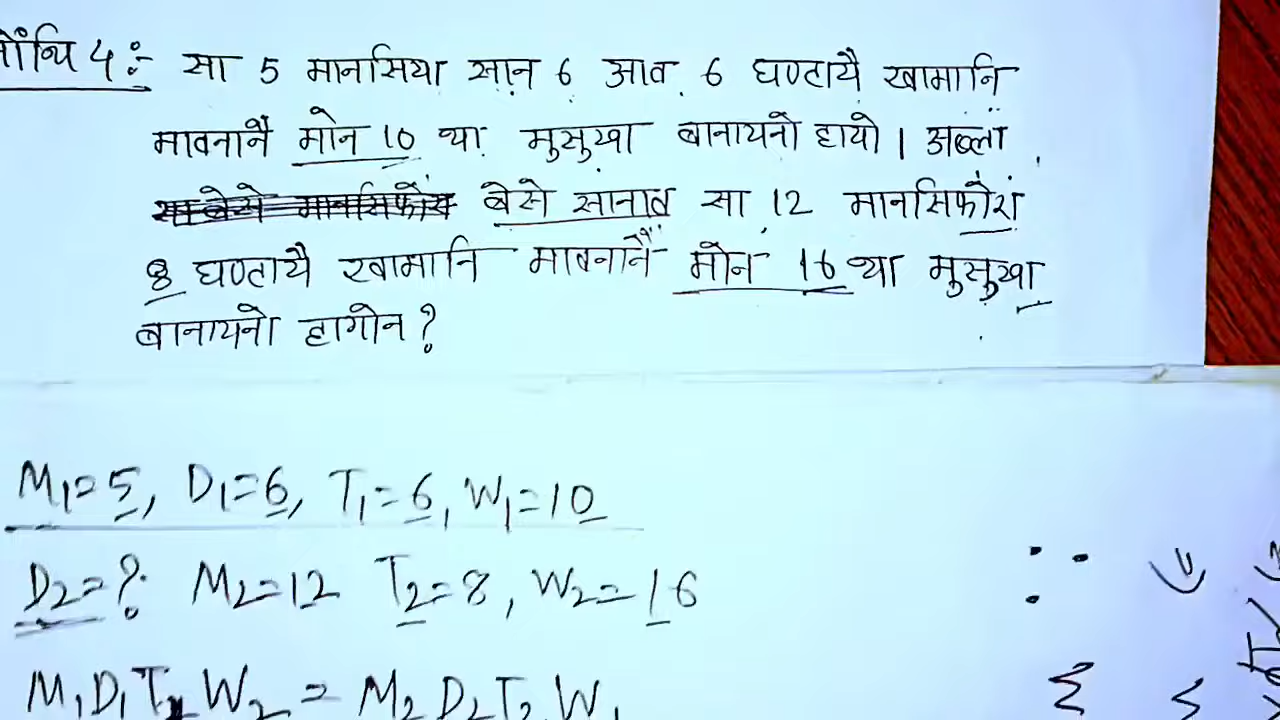 सोंथि 4:- सा 5 मानसिया सान 6 आव 6 घण्टायै खामानि
मावनानै मोन 10 था मुसुखा बानायनो हायो। अब्ला
बेसे सानाव सा 12 मानसिफोरा
8 घण्टायै खामानि मावनानै मोन 16 था मुसुखा
बानायनो हागोन?
M₁=5, D₁=6, T₁=6, W₁=10
D₂=? M₂=12 T₂=8, W₂=16
M₁D₁T₁W₂ = M₂D₂T₂W₁